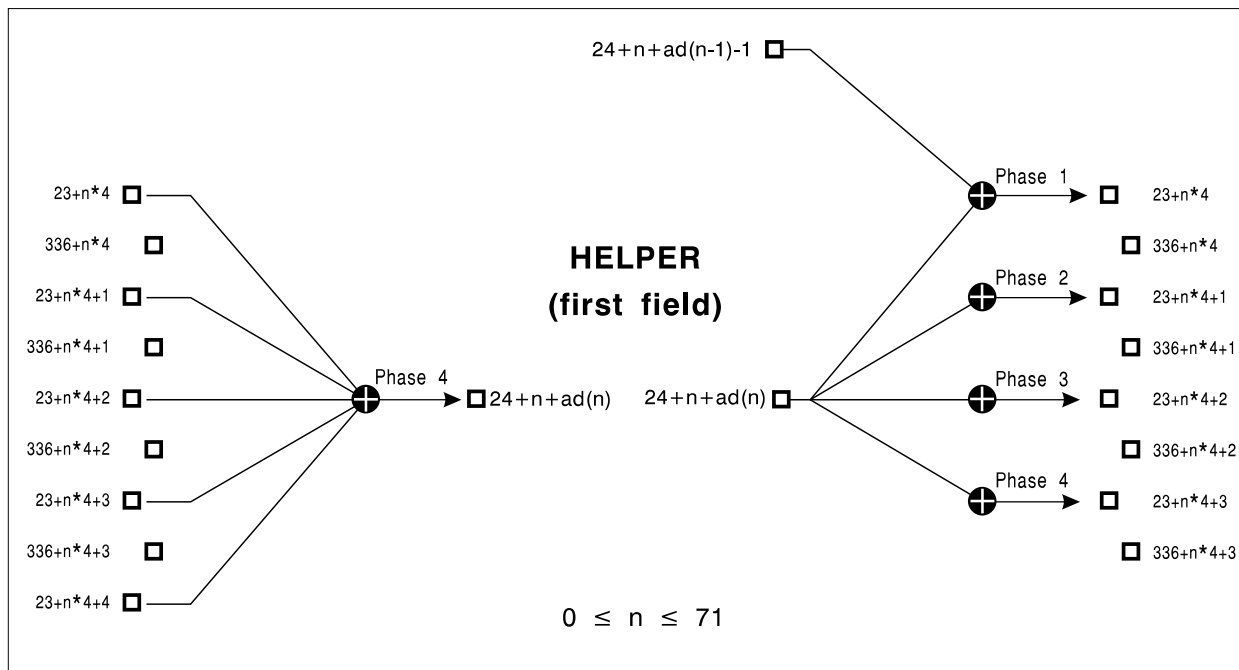 24+n+ad(n-1)-1
23+n*4
336+n*4
23+n*4+1
336+n*4+1
23+n*4+2
336+n*4+2
23+n*4+3
336+n*4+3
23+n*4+4
Phase 4
24+n+ad(n)
HELPER
(first field)
0 ≤ n ≤ 71
24+n+ad(n)
Phase 1
Phase 2
Phase 3
Phase 4
23+n*4
336+n*4
23+n*4+1
336+n*4+1
23+n*4+2
336+n*4+2
23+n*4+3
336+n*4+3